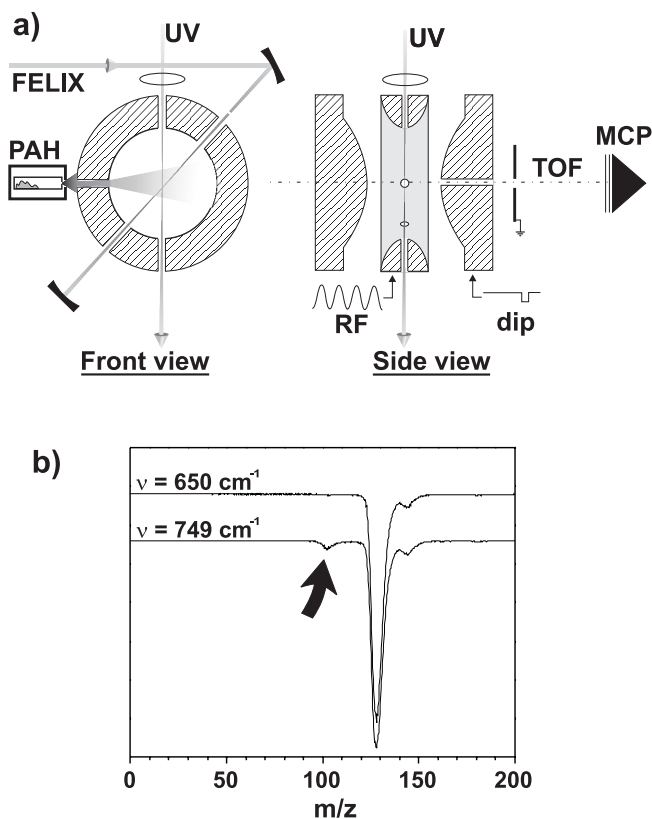 a)
UV
FELIX
PAH
Front view
UV
MCP
TOF
RF
dip
Side view
b)
ν = 650 cm⁻¹
ν = 749 cm⁻¹
0 50 100 150 200
m/z